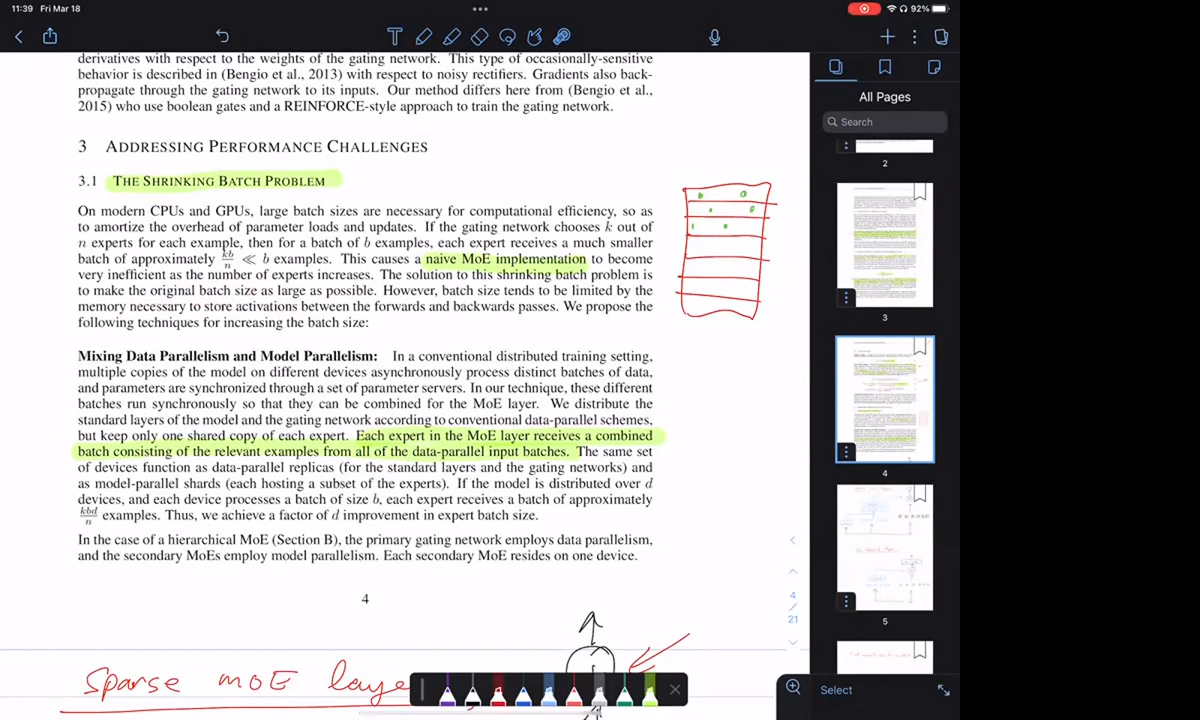 11:39 Fri Mar 18
92%
All Pages
Search
2
3
4
5
derivatives with respect to the weights of the gating network. This type of occasionally-sensitive
behavior is described in (Bengio et al., 2013) with respect to noisy rectifiers. Gradients also back-
propagate through the gating network to its inputs. Our method differs here from (Bengio et al.,
2015) who use boolean gates and a REINFORCE-style approach to train the gating network.
3 ADDRESSING PERFORMANCE CHALLENGES
3.1 THE SHRINKING BATCH PROBLEM
On modern CPUs and GPUs, large batch sizes are necessary for computational efficiency, so as
to amortize the overhead of parameter loads and updates. If the gating network chooses k out of
n experts for each example, then for a batch of b examples, each expert receives a much smaller
batch of approximately kb/n ≪ b examples. This causes a naive MoE implementation to become
very inefficient as the number of experts increases. The solution to this shrinking batch problem is
to make the original batch size as large as possible. However, batch size tends to be limited by the
memory necessary to store activations between the forwards and backwards passes. We propose the
following techniques for increasing the batch size:
Mixing Data Parallelism and Model Parallelism: In a conventional distributed training setting,
multiple copies of the model on different devices asynchronously process distinct batches of data,
and parameters are synchronized through a set of parameter servers. In our technique, these different
batches run synchronously so that they can be combined for the MoE layer. We distribute the
standard layers of the model and the gating network according to conventional data-parallel schemes,
but keep only one shared copy of each expert. Each expert in the MoE layer receives a combined
batch consisting of the relevant examples from all of the data-parallel input batches. The same set
of devices function as data-parallel replicas (for the standard layers and the gating networks) and
as model-parallel shards (each hosting a subset of the experts). If the model is distributed over d
devices, and each device processes a batch of size b, each expert receives a batch of approximately
kbd/n examples. Thus, we achieve a factor of d improvement in expert batch size.
In the case of a hierarchical MoE (Section B), the primary gating network employs data parallelism,
and the secondary MoEs employ model parallelism. Each secondary MoE resides on one device.
4
4
/
21
Sparse MoE layer
Select